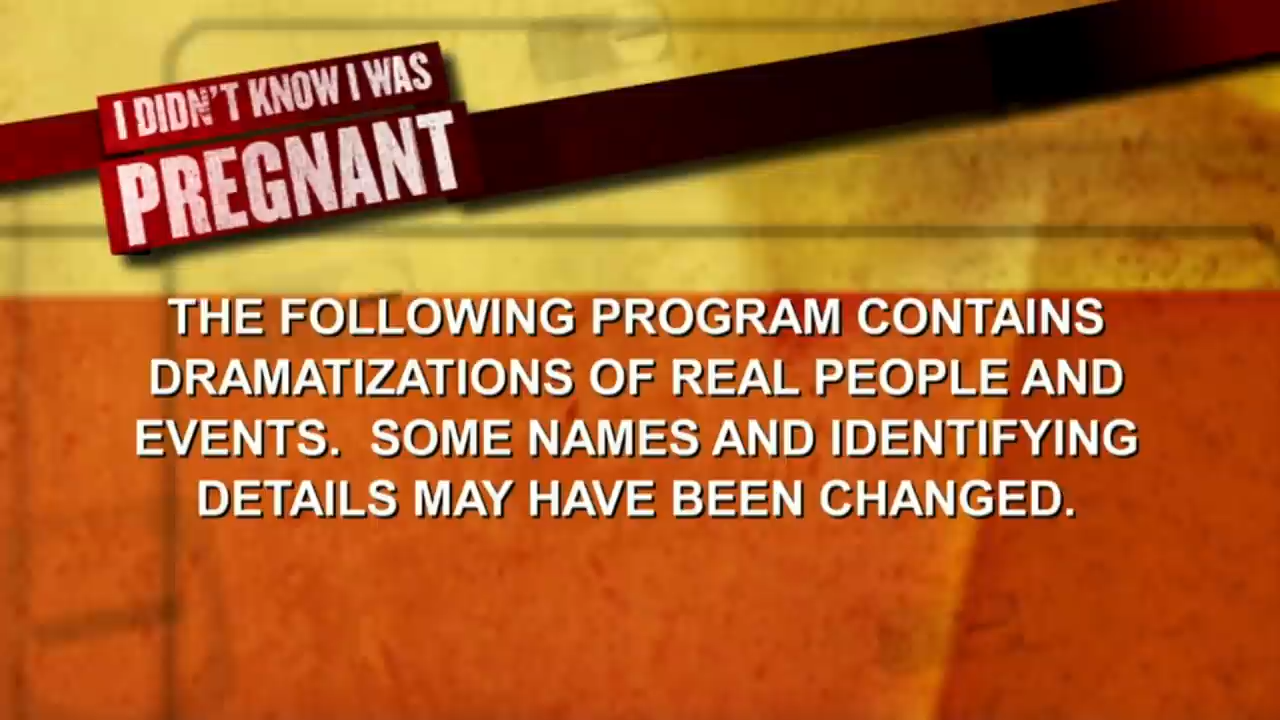 I DIDN'T KNOW I WAS
PREGNANT
THE FOLLOWING PROGRAM CONTAINS
DRAMATIZATIONS OF REAL PEOPLE AND
EVENTS.  SOME NAMES AND IDENTIFYING
DETAILS MAY HAVE BEEN CHANGED.